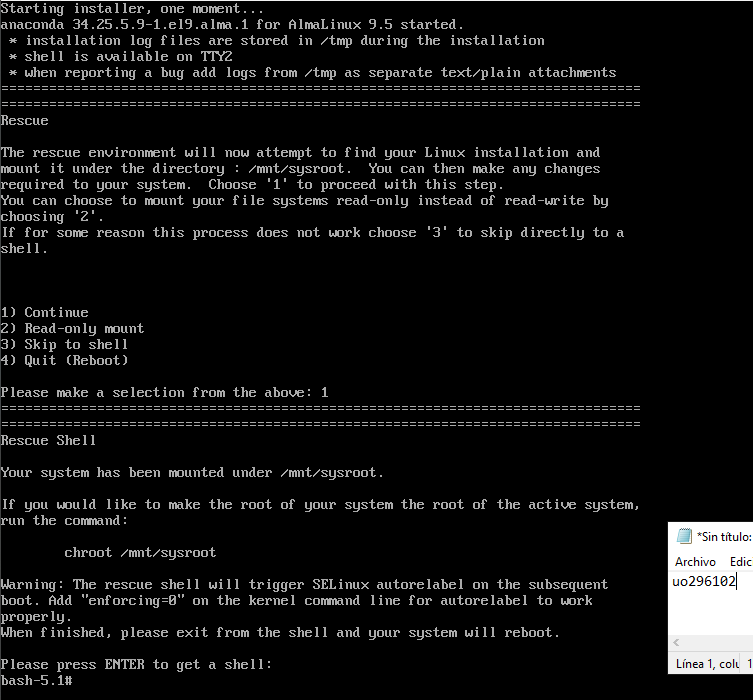 Starting installer, one moment...
anaconda 34.25.5.9-1.el9.alma.1 for AlmaLinux 9.5 started.
 * installation log files are stored in /tmp during the installation
 * shell is available on TTY2
 * when reporting a bug add logs from /tmp as separate text/plain attachments
================================================================================
================================================================================
Rescue
The rescue environment will now attempt to find your Linux installation and
mount it under the directory : /mnt/sysroot.  You can then make any changes
required to your system.  Choose '1' to proceed with this step.
You can choose to mount your file systems read-only instead of read-write by
choosing '2'.
If for some reason this process does not work choose '3' to skip directly to a
shell.
1) Continue
2) Read-only mount
3) Skip to shell
4) Quit (Reboot)
Please make a selection from the above: 1
================================================================================
================================================================================
Rescue Shell
Your system has been mounted under /mnt/sysroot.
If you would like to make the root of your system the root of the active system,
run the command:
        chroot /mnt/sysroot
Warning: The rescue shell will trigger SELinux autorelabel on the subsequent
boot. Add "enforcing=0" on the kernel command line for autorelabel to work
properly.
When finished, please exit from the shell and your system will reboot.
Please press ENTER to get a shell:
bash-5.1#
*Sin título:
Archivo Edic
uo296102
Línea 1, colu 1